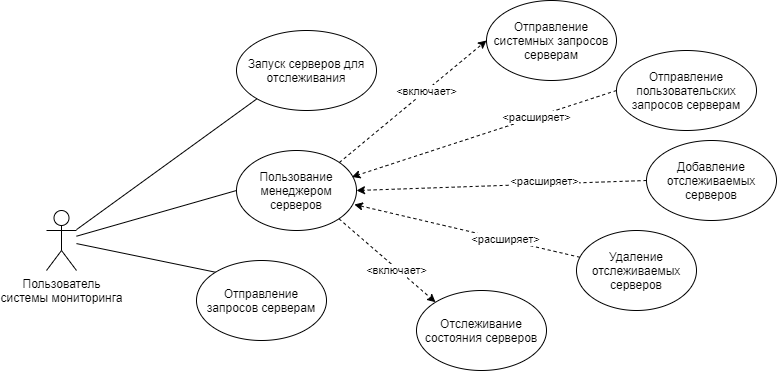 Отправление
системных запросов
серверам
Запуск серверов для
отслеживания
<включает>
Отправление
пользовательских
запросов серверам
<расширяет>
Пользование
менеджером
серверов
<расширяет>
Добавление
отслеживаемых
серверов
<расширяет>
Удаление
отслеживаемых
серверов
<включает>
Пользователь
системы мониторинга
Отправление
запросов серверам
Отслеживание
состояния серверов